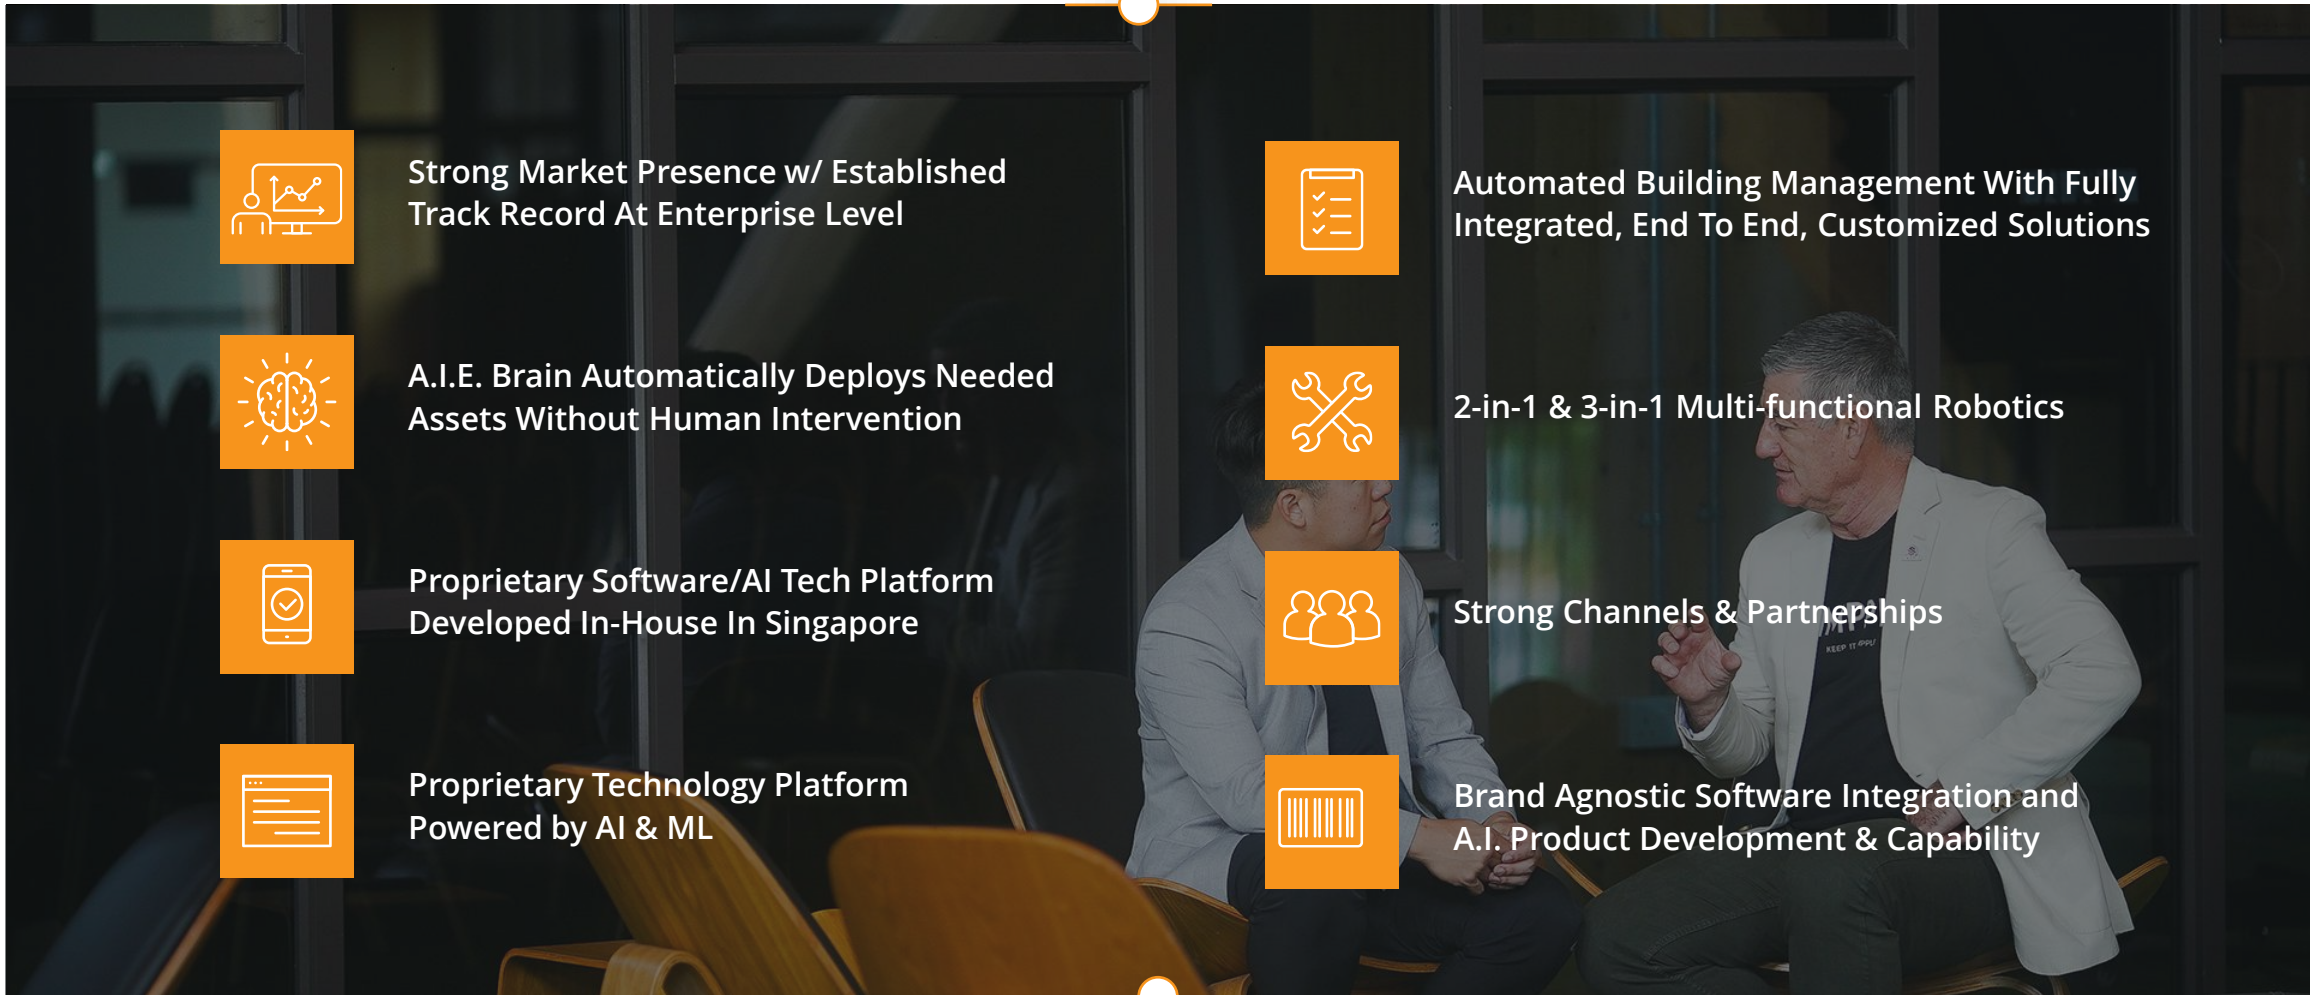 Strong Market Presence w/ Established
Track Record At Enterprise Level
A.I.E. Brain Automatically Deploys Needed
Assets Without Human Intervention
Proprietary Software/AI Tech Platform
Developed In-House In Singapore
Proprietary Technology Platform
Powered by AI & ML
Automated Building Management With Fully
Integrated, End To End, Customized Solutions
2-in-1 & 3-in-1 Multi-functional Robotics
Strong Channels & Partnerships
KEEP IT
Brand Agnostic Software Integration and
A.I. Product Development & Capability